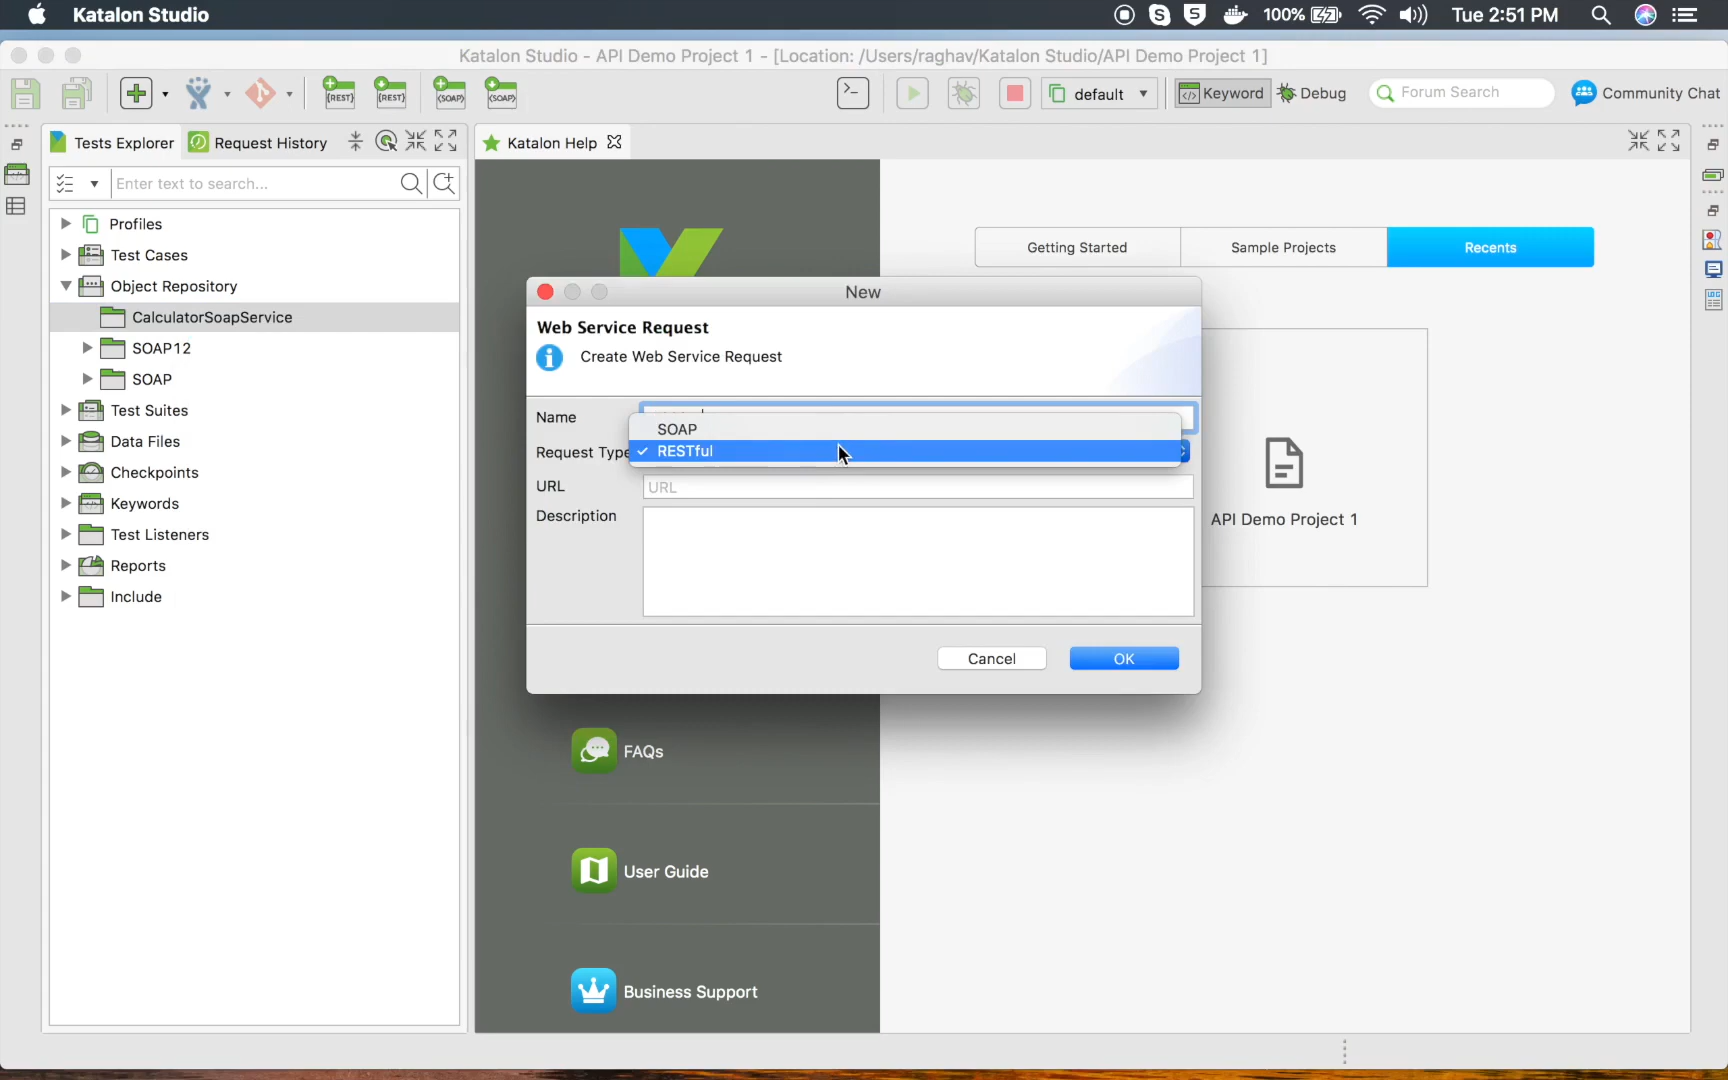 Katalon Studio
100%
Tue 2:51 PM
Katalon Studio - API Demo Project 1 - [Location: /Users/raghav/Katalon Studio/API Demo Project 1]
{REST}
{REST}
{SOAP}
{SOAP}
default
Keyword
Debug
Forum Search
Community Chat
Tests Explorer
Request History
Katalon Help
Enter text to search...
Profiles
Test Cases
Object Repository
CalculatorSoapService
SOAP12
SOAP
Test Suites
Data Files
Checkpoints
Keywords
Test Listeners
Reports
Include
Getting Started
Sample Projects
Recents
New
Web Service Request
Create Web Service Request
Name
SOAP
Request Type
RESTful
URL
URL
Description
Cancel
OK
API Demo Project 1
FAQs
User Guide
Business Support